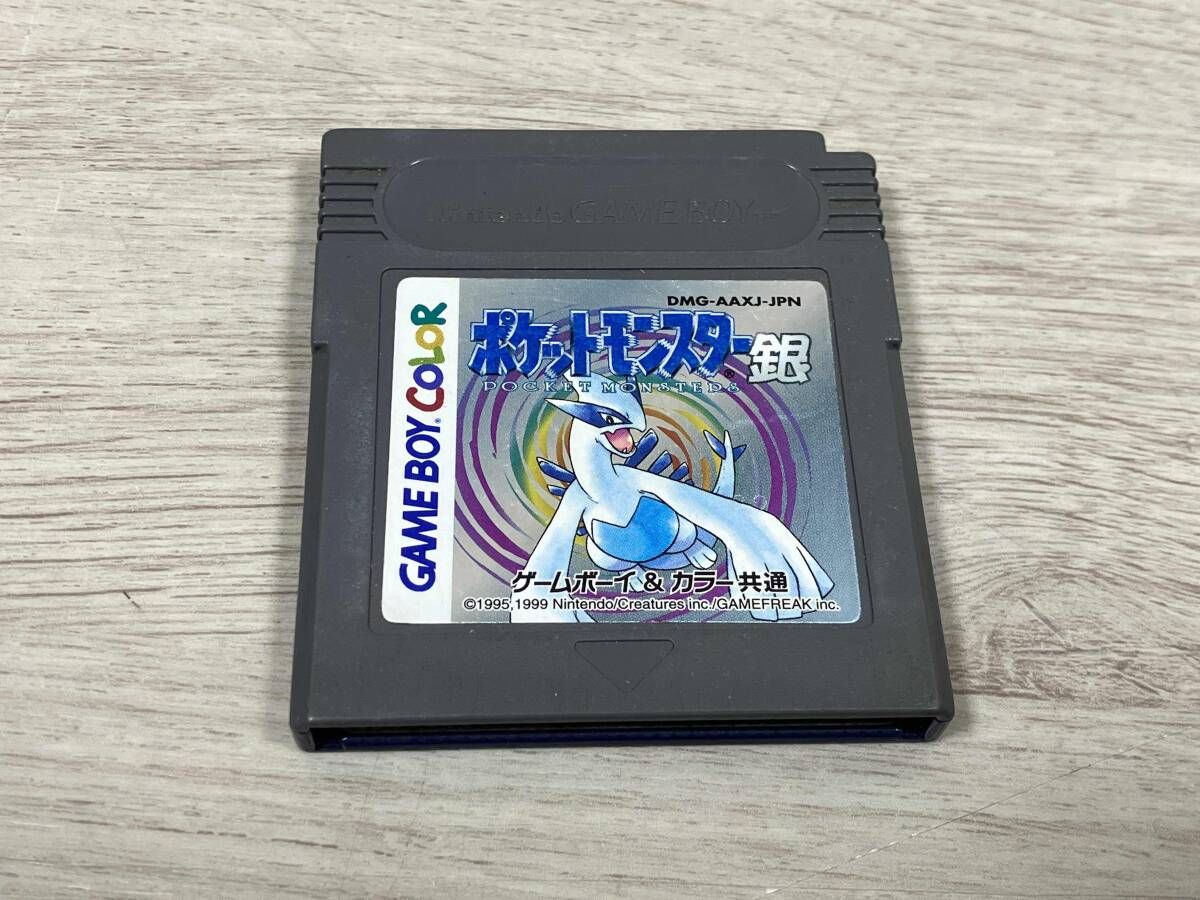 Nintendo GAME BOY™
DMG-AAXJ-JPN
ポケットモンスター銀
POCKET MONSTERS
GAME BOY COLOR
ゲームボーイ & カラー共通
©1995,1999 Nintendo/Creatures inc./GAMEFREAK inc.